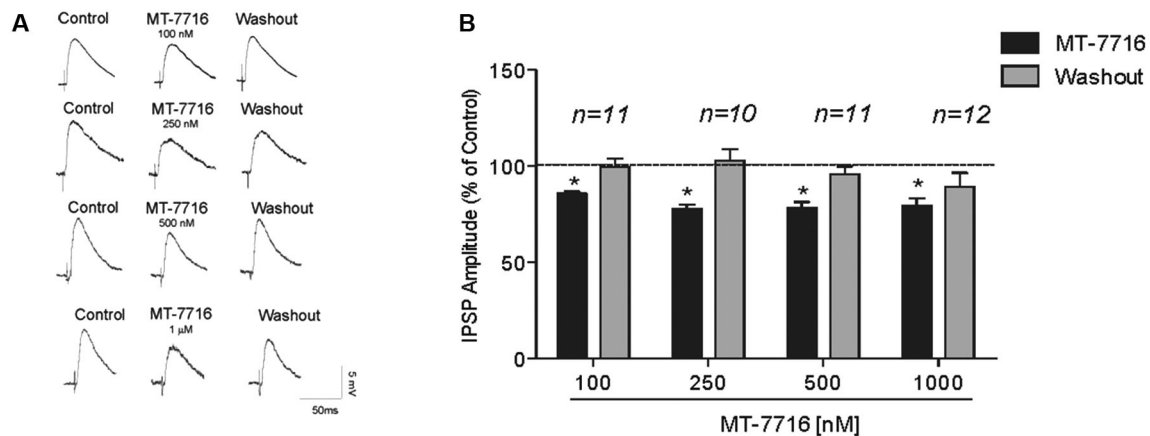 A
Control MT-7716 Washout
100 nM
Control MT-7716 Washout
250 nM
Control MT-7716 Washout
500 nM
Control MT-7716 Washout
1 µM
5 mV
50ms
B
MT-7716
Washout
IPSP Amplitude (% of Control)
150
100
50
0
n=11 n=10 n=11 n=12
* * * *
100 250 500 1000
MT-7716 [nM]